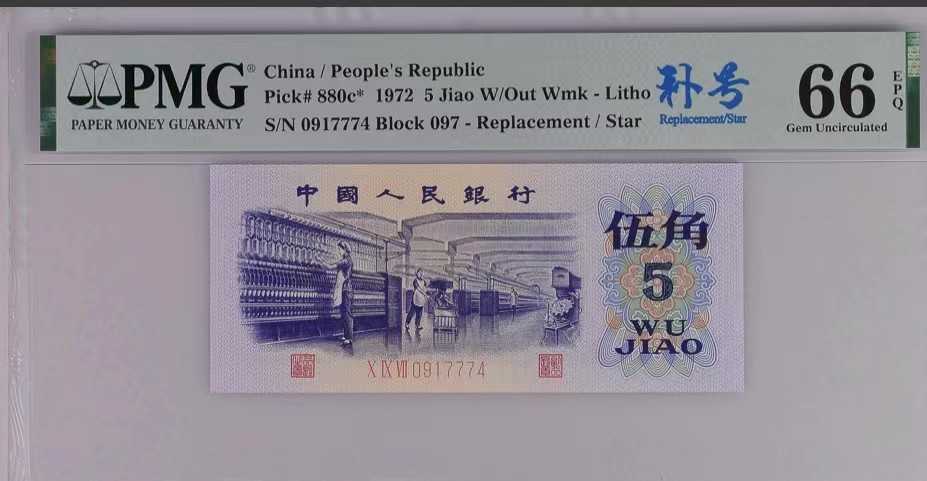 PMG®
PAPER MONEY GUARANTY
China / People's Republic
Pick# 880c* 1972 5 Jiao W/Out Wmk - Litho
S/N 0917774 Block 097 - Replacement / Star
补号
Replacement/Star
66
EPQ
Gem Uncirculated
中國人民銀行
伍角
5
WU
JIAO
X IX VII 0917774